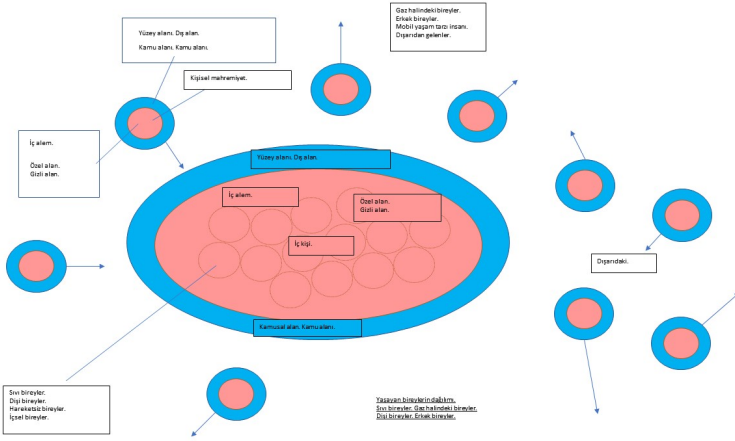 Yüzey alanı. Dış alan.
Kamu alanı. Kamu alanı.
Gaz halindeki bireyler.
Erkek bireyler.
Mobil yaşam tarzı insanı.
Dışarıdan gelenler.
Kişisel mahremiyet.
İç alem.
Özel alan.
Gizli alan.
Yüzey alanı. Dış alan.
İç alem.
Özel alan.
Gizli alan.
İç kişi.
Dışarıdaki.
Kamusal alan. Kamu alanı.
Sıvı bireyler.
Dişi bireyler.
Hareketsiz bireyler.
İçsel bireyler.
Yaşayan bireylerin dağılımı.
Sıvı bireyler. Gaz halindeki bireyler.
Dişi bireyler. Erkek bireyler.